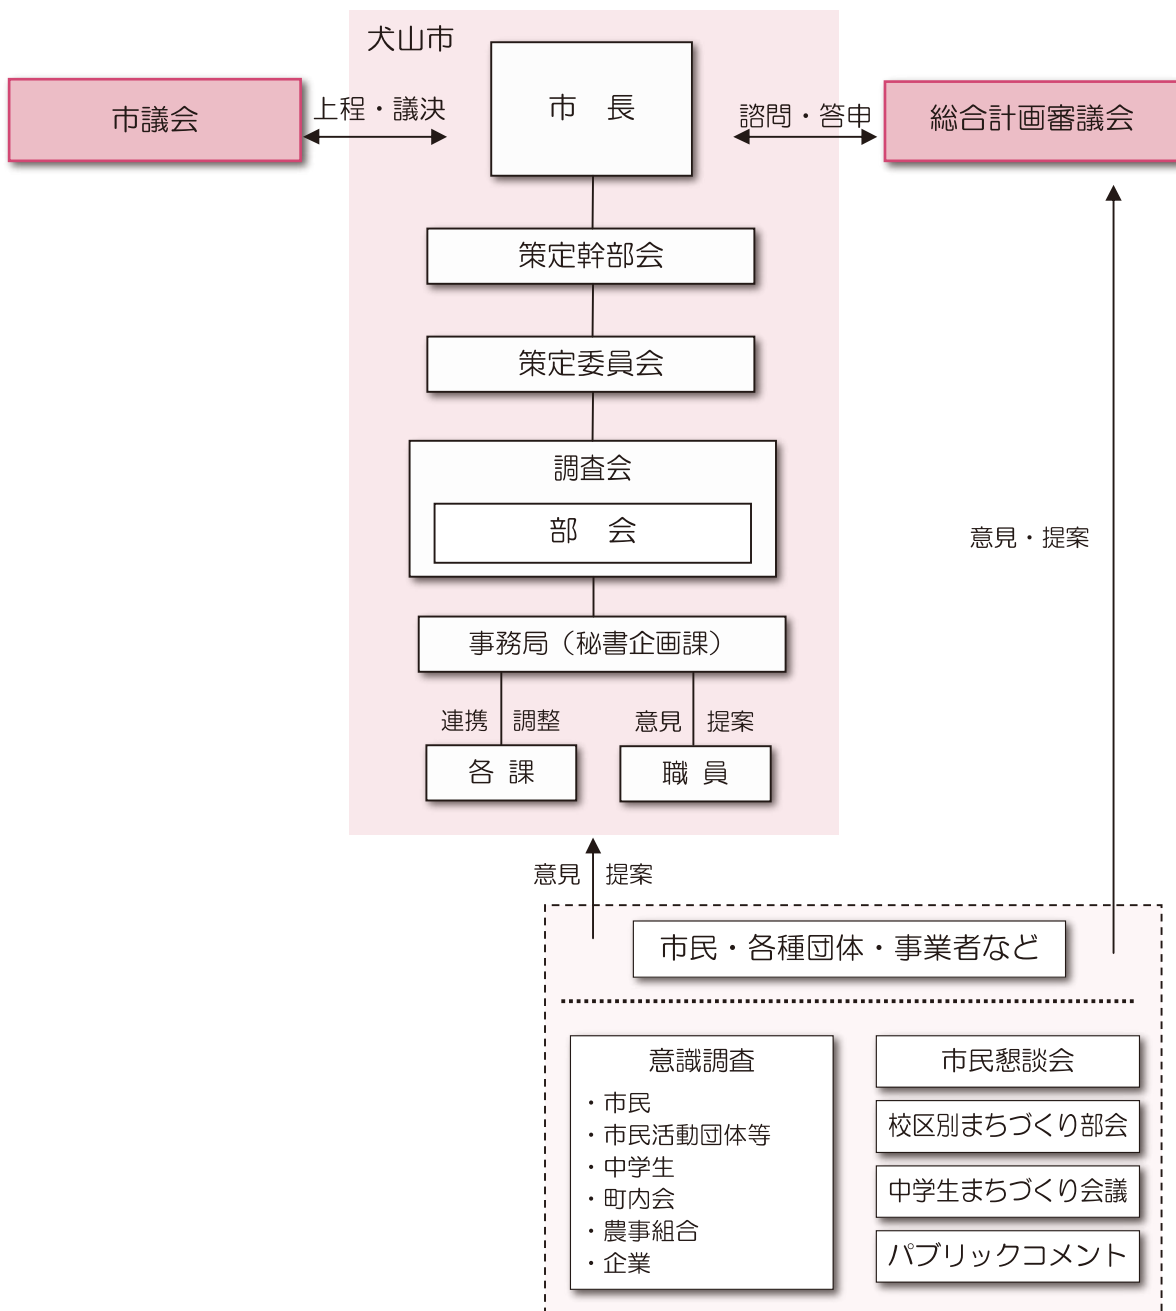 犬山市
市議会
上程・議決
市　長
諮問・答申
総合計画審議会
策定幹部会
策定委員会
調査会
部　会
意見・提案
事務局（秘書企画課）
連携　調整
意見　提案
各 課
職 員
意見　提案
市民・各種団体・事業者など
意識調査
・市民
・市民活動団体等
・中学生
・町内会
・農事組合
・企業
市民懇談会
校区別まちづくり部会
中学生まちづくり会議
パブリックコメント